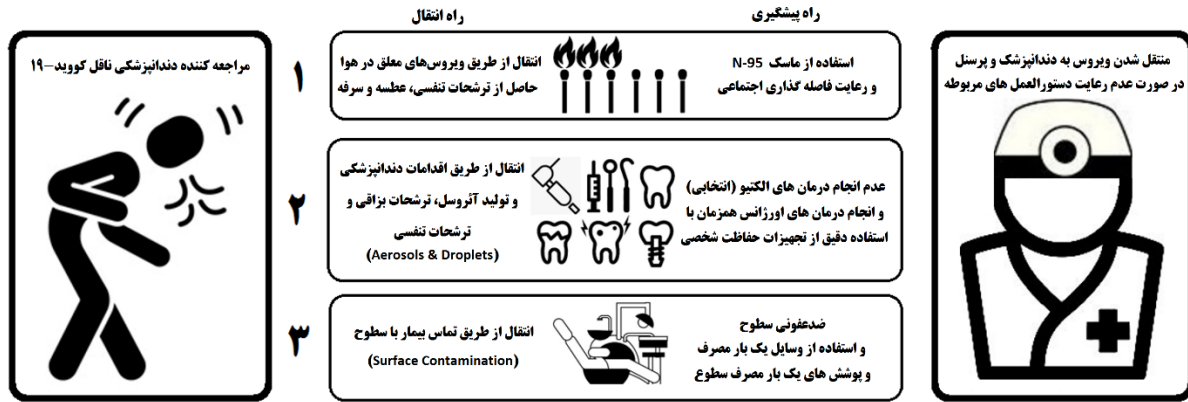 راه پیشگیری
راه انتقال
منتقل شدن ویروس به دندانپزشک و پرسنل
در صورت عدم رعایت دستورالعمل های مربوطه
استفاده از ماسک N-95
و رعایت فاصله گذاری اجتماعی
انتقال از طریق ویروس‌های معلق در هوا
حاصل از ترشحات تنفسی، عطسه و سرفه
۱
مراجعه کننده دندانپزشکی ناقل کووید-۱۹
عدم انجام درمان های الکتیو (انتخابی)
و انجام درمان های اورژانس همزمان با
استفاده دقیق از تجهیزات حفاظت شخصی
انتقال از طریق اقدامات دندانپزشکی
و تولید آئروسل، ترشحات بزاقی و
ترشحات تنفسی
(Aerosols & Droplets)
۲
ضدعفونی سطوح
و استفاده از وسایل یک بار مصرف
و پوشش های یک بار مصرف سطوع
انتقال از طریق تماس بیمار با سطوح
(Surface Contamination)
۳